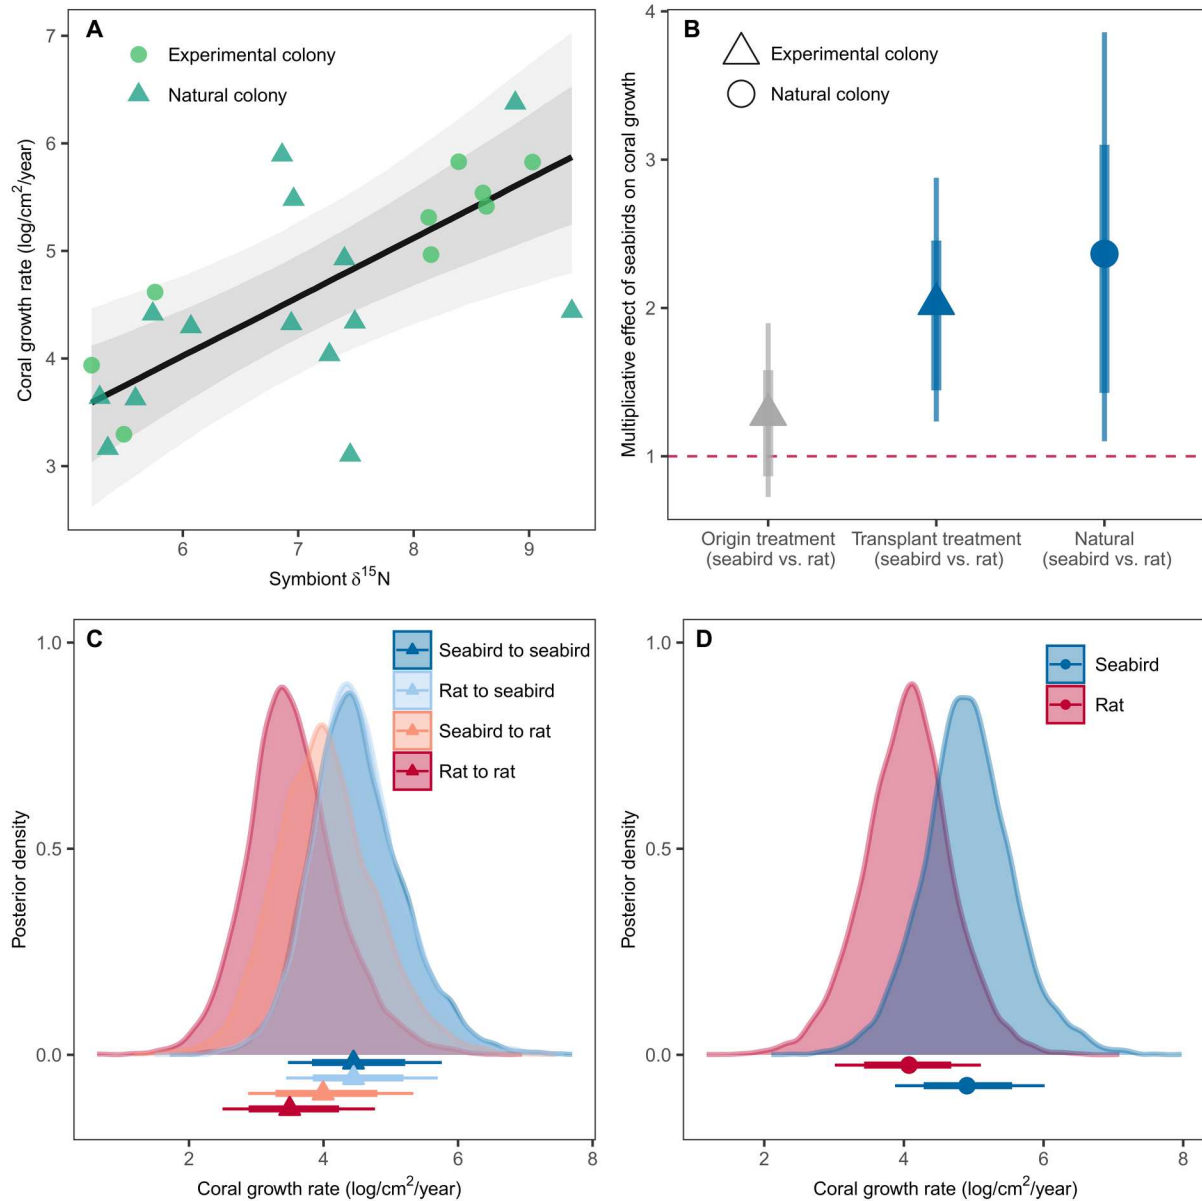 A
Experimental colony
Natural colony
Coral growth rate (log/cm²/year)
7
6
5
4
3
6
7
8
9
Symbiont δ¹⁵N
B
Experimental colony
Natural colony
Multiplicative effect of seabirds on coral growth
4
3
2
1
Origin treatment
(seabird vs. rat)
Transplant treatment
(seabird vs. rat)
Natural
(seabird vs. rat)
C
Seabird to seabird
Rat to seabird
Seabird to rat
Rat to rat
Posterior density
1.0
0.5
0.0
2
4
6
8
Coral growth rate (log/cm²/year)
D
Seabird
Rat
Posterior density
1.0
0.5
0.0
2
4
6
8
Coral growth rate (log/cm²/year)